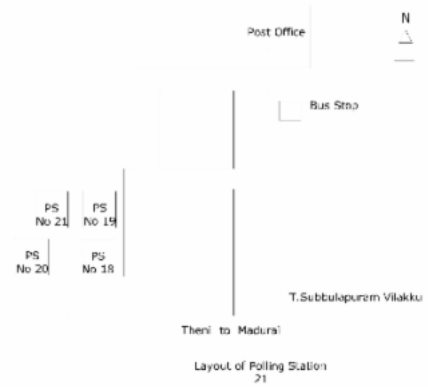 N
Post Office
Bus Stop
PS
No 21
PS
No 19
PS
No 20
PS
No 18
T.Subbulapuram Vilakku
Theni to Madurai
Layout of Polling Station
21